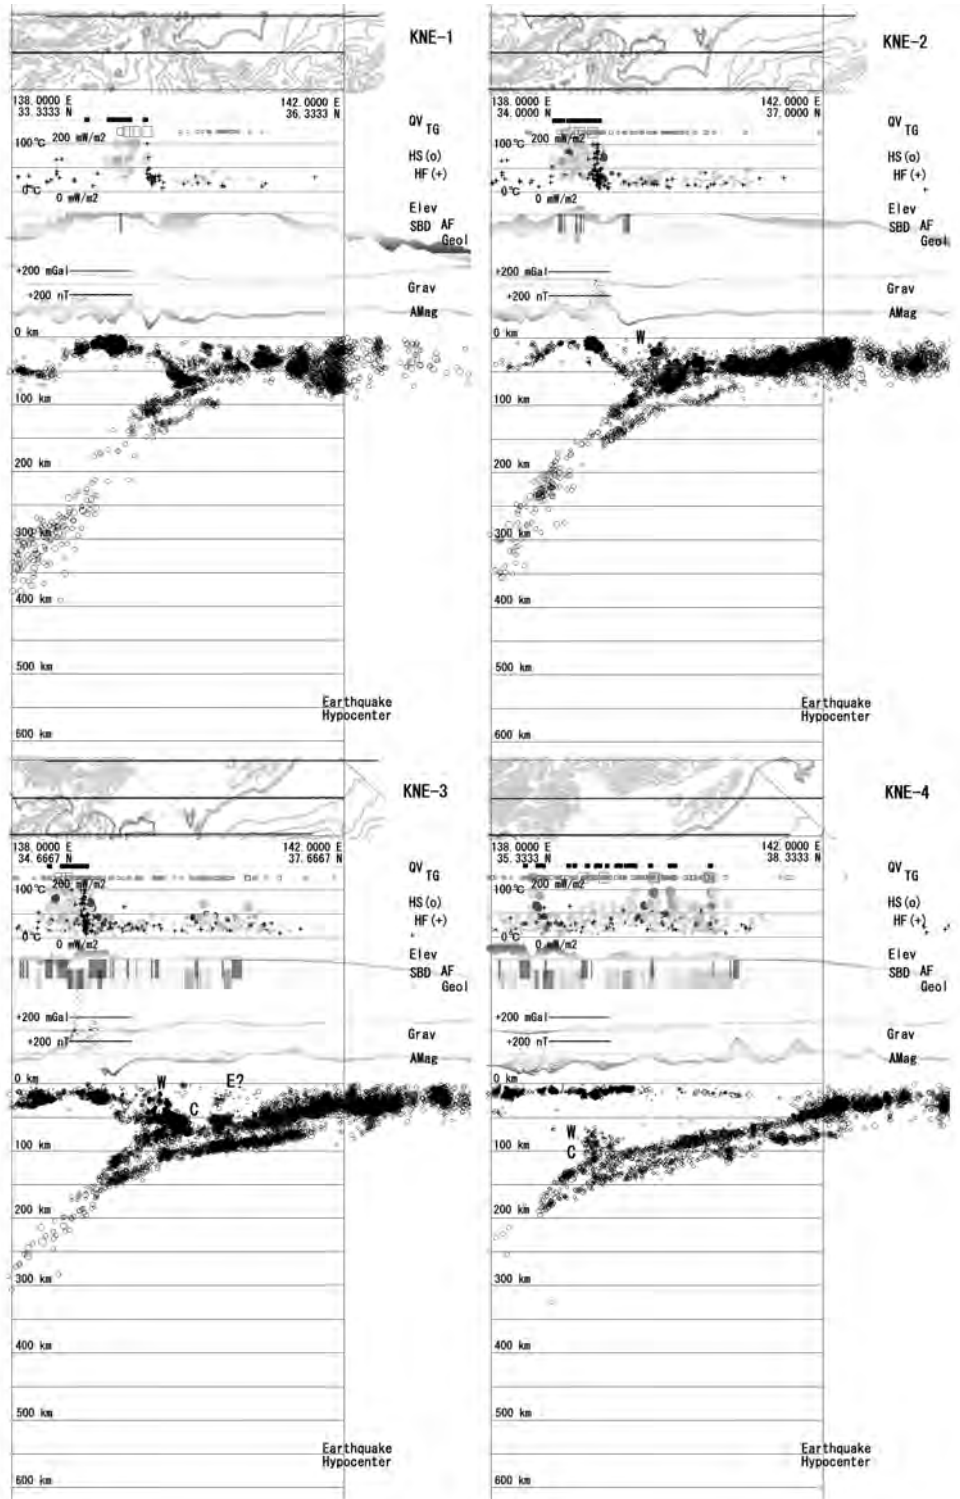 KNE-1
138.0000 E
33.3333 N
142.0000 E
36.3333 N
QV
TG
200 mW/m2
100°C
HS(o)
HF(+)
0°C
0 mW/m2
Elev
SBD AF
Geol
+200 mGal
Grav
+200 nT
AMag
0 km
100 km
200 km
300 km
400 km
500 km
Earthquake
Hypocenter
600 km
KNE-2
138.0000 E
34.0000 N
142.0000 E
37.0000 N
QV
TG
200 mW/m2
100°C
HS(o)
HF(+)
0°C
0 mW/m2
Elev
SBD AF
Geol
+200 mGal
Grav
+200 nT
AMag
0 km
W
100 km
200 km
300 km
400 km
500 km
Earthquake
Hypocenter
600 km
KNE-3
138.0000 E
34.6667 N
142.0000 E
37.6667 N
QV
TG
200 mW/m2
100°C
HS(o)
HF(+)
0°C
0 mW/m2
Elev
SBD AF
Geol
+200 mGal
Grav
+200 nT
AMag
0 km
W
E?
C
100 km
200 km
300 km
400 km
500 km
Earthquake
Hypocenter
600 km
KNE-4
138.0000 E
35.3333 N
142.0000 E
38.3333 N
QV
TG
200 mW/m2
100°C
HS(o)
HF(+)
0°C
0 mW/m2
Elev
SBD AF
Geol
+200 mGal
Grav
+200 nT
AMag
0 km
W
C
100 km
200 km
300 km
400 km
500 km
Earthquake
Hypocenter
600 km